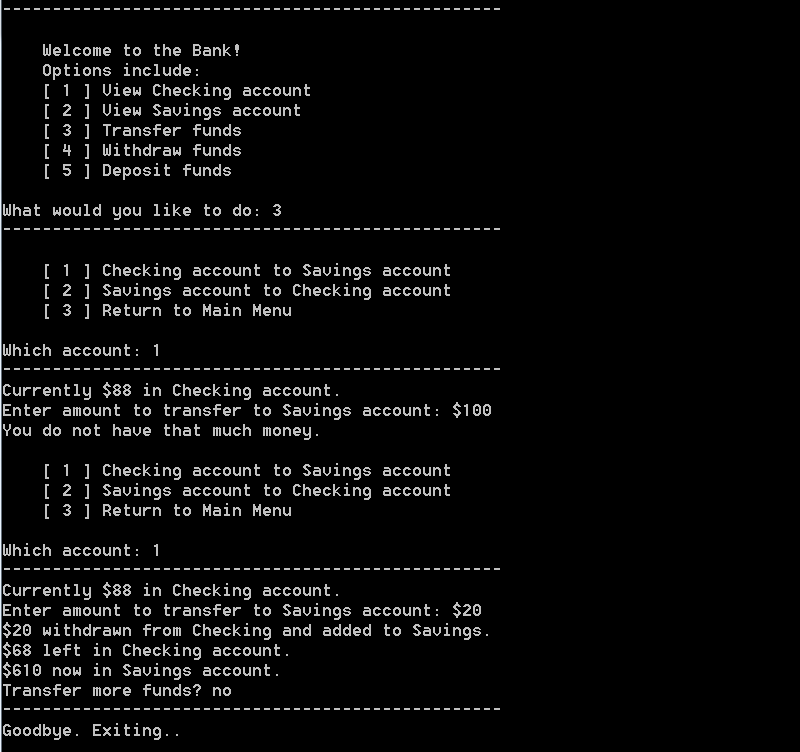 --------------------------------------------------
Welcome to the Bank!
Options include:
[ 1 ] View Checking account
[ 2 ] View Savings account
[ 3 ] Transfer funds
[ 4 ] Withdraw funds
[ 5 ] Deposit funds
What would you like to do: 3
--------------------------------------------------
[ 1 ] Checking account to Savings account
[ 2 ] Savings account to Checking account
[ 3 ] Return to Main Menu
Which account: 1
--------------------------------------------------
Currently $88 in Checking account.
Enter amount to transfer to Savings account: $100
You do not have that much money.
[ 1 ] Checking account to Savings account
[ 2 ] Savings account to Checking account
[ 3 ] Return to Main Menu
Which account: 1
--------------------------------------------------
Currently $88 in Checking account.
Enter amount to transfer to Savings account: $20
$20 withdrawn from Checking and added to Savings.
$68 left in Checking account.
$610 now in Savings account.
Transfer more funds? no
--------------------------------------------------
Goodbye. Exiting..